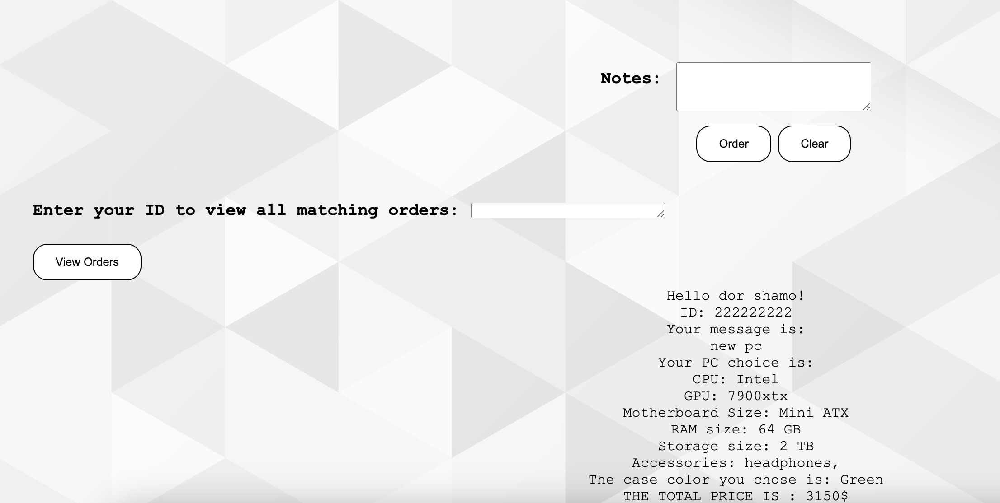 Notes:
Order
Clear
Enter your ID to view all matching orders:
View Orders
Hello dor shamo!
ID: 222222222
Your message is:
new pc
Your PC choice is:
CPU: Intel
GPU: 7900xtx
Motherboard Size: Mini ATX
RAM size: 64 GB
Storage size: 2 TB
Accessories: headphones,
The case color you chose is: Green
THE TOTAL PRICE IS : 3150$